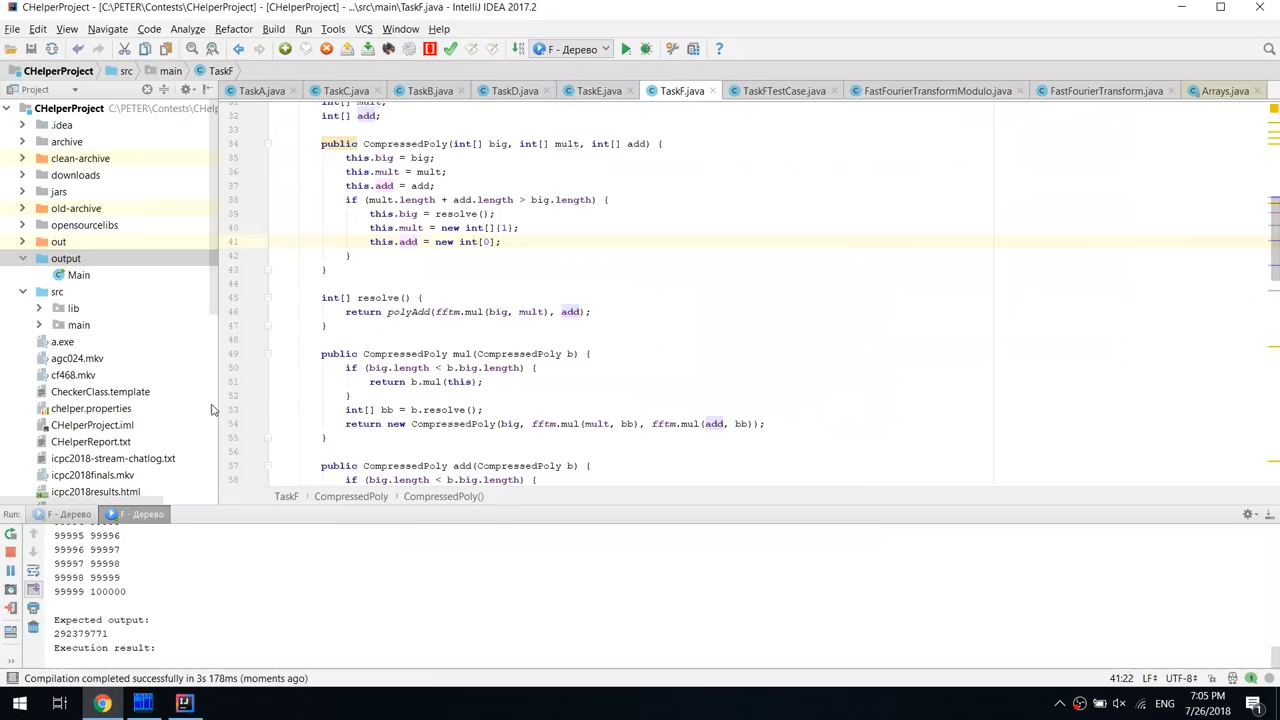 CHelperProject - [C:\PETER\Contests\CHelperProject] - [CHelperProject] - ...\src\main\TaskF.java - IntelliJ IDEA 2017.2
File Edit View Navigate Code Analyze Refactor Build Run Tools VCS Window Help
F - Дерево
CHelperProject src main TaskF
Project
TaskA.java TaskC.java TaskB.java TaskD.java TaskE.java TaskF.java TaskFTestCase.java FastFourierTransformModulo.java FastFourierTransform.java Arrays.java
CHelperProject C:\PETER\Contests\CHelp
.idea
archive
clean-archive
downloads
jars
old-archive
opensourcelibs
out
output
Main
src
lib
main
a.exe
agc024.mkv
cf468.mkv
CheckerClass.template
chelper.properties
CHelperProject.iml
CHelperReport.txt
icpc2018-stream-chatlog.txt
icpc2018finals.mkv
icpc2018results.html
31 int[] mult;
32 int[] add;
33
34 public CompressedPoly(int[] big, int[] mult, int[] add) {
35 this.big = big;
36 this.mult = mult;
37 this.add = add;
38 if (mult.length + add.length > big.length) {
39 this.big = resolve();
40 this.mult = new int[]{1};
41 this.add = new int[0];
42 }
43 }
44
45 int[] resolve() {
46 return polyAdd(fftm.mul(big, mult), add);
47 }
48
49 public CompressedPoly mul(CompressedPoly b) {
50 if (big.length < b.big.length) {
51 return b.mul(this);
52 }
53 int[] bb = b.resolve();
54 return new CompressedPoly(big, fftm.mul(mult, bb), fftm.mul(add, bb));
55 }
56
57 public CompressedPoly add(CompressedPoly b) {
58 if (big.length < b.big.length) {
TaskF CompressedPoly CompressedPoly()
Run: F - Дерево F - Дерево
99995 99996
99996 99997
99997 99998
99998 99999
99999 100000
Expected output:
292379771
Execution result:
Compilation completed successfully in 3s 178ms (moments ago)
41:22 LF UTF-8
ENG
7:05 PM
7/26/2018